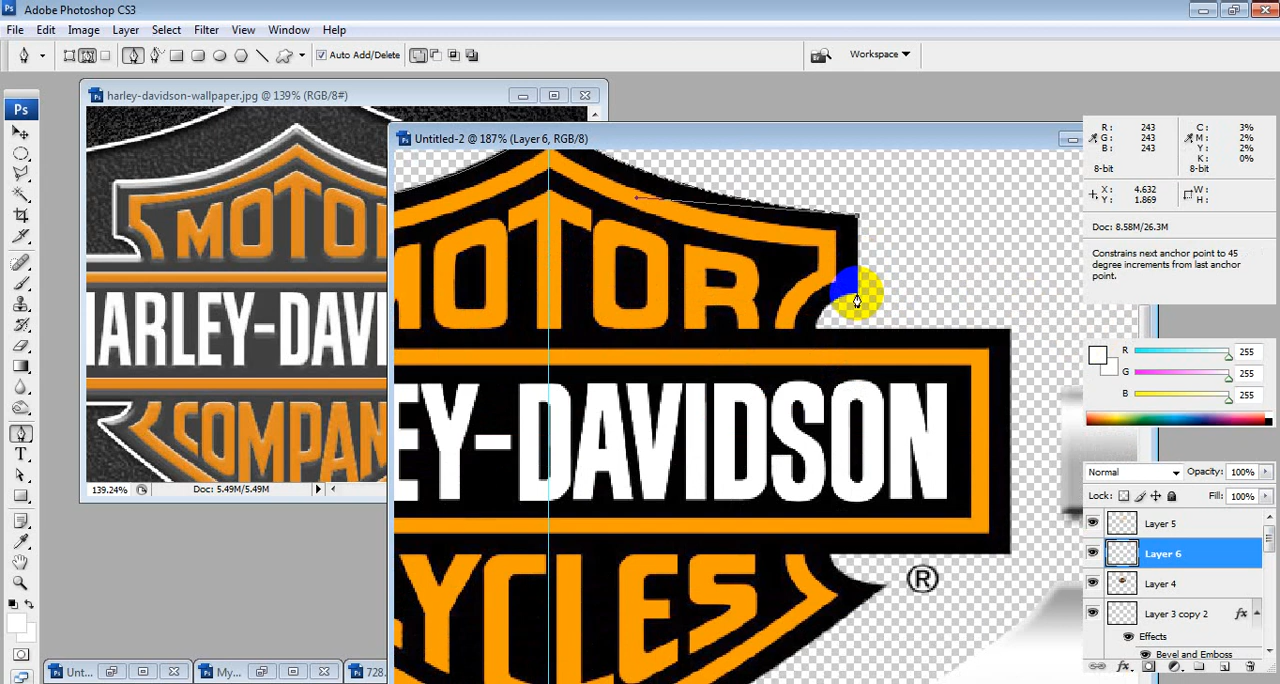 Adobe Photoshop CS3
File Edit Image Layer Select Filter View Window Help
Auto Add/Delete
Workspace
harley-davidson-wallpaper.jpg @ 139% (RGB/8#)
MOTO
HARLEY-DAVI
COMPAN
139.24% Doc: 5.49M/5.49M
Untitled-2 @ 187% (Layer 6, RGB/8)
MOTOR
EY-DAVIDSON
YCLES
®
R: 243 C: 3%
G: 243 M: 2%
B: 243 Y: 2%
K: 0%
8-bit 8-bit
X: 4.632 W:
Y: 1.869 H:
Doc: 8.58M/26.3M
Constrains next anchor point to 45
degree increments from last anchor
point.
R 255
G 255
B 255
Normal Opacity: 100%
Lock: Fill: 100%
Layer 5
Layer 6
Layer 4
Layer 3 copy 2 fx
Effects
Bevel and Emboss
Unt... My... 728.